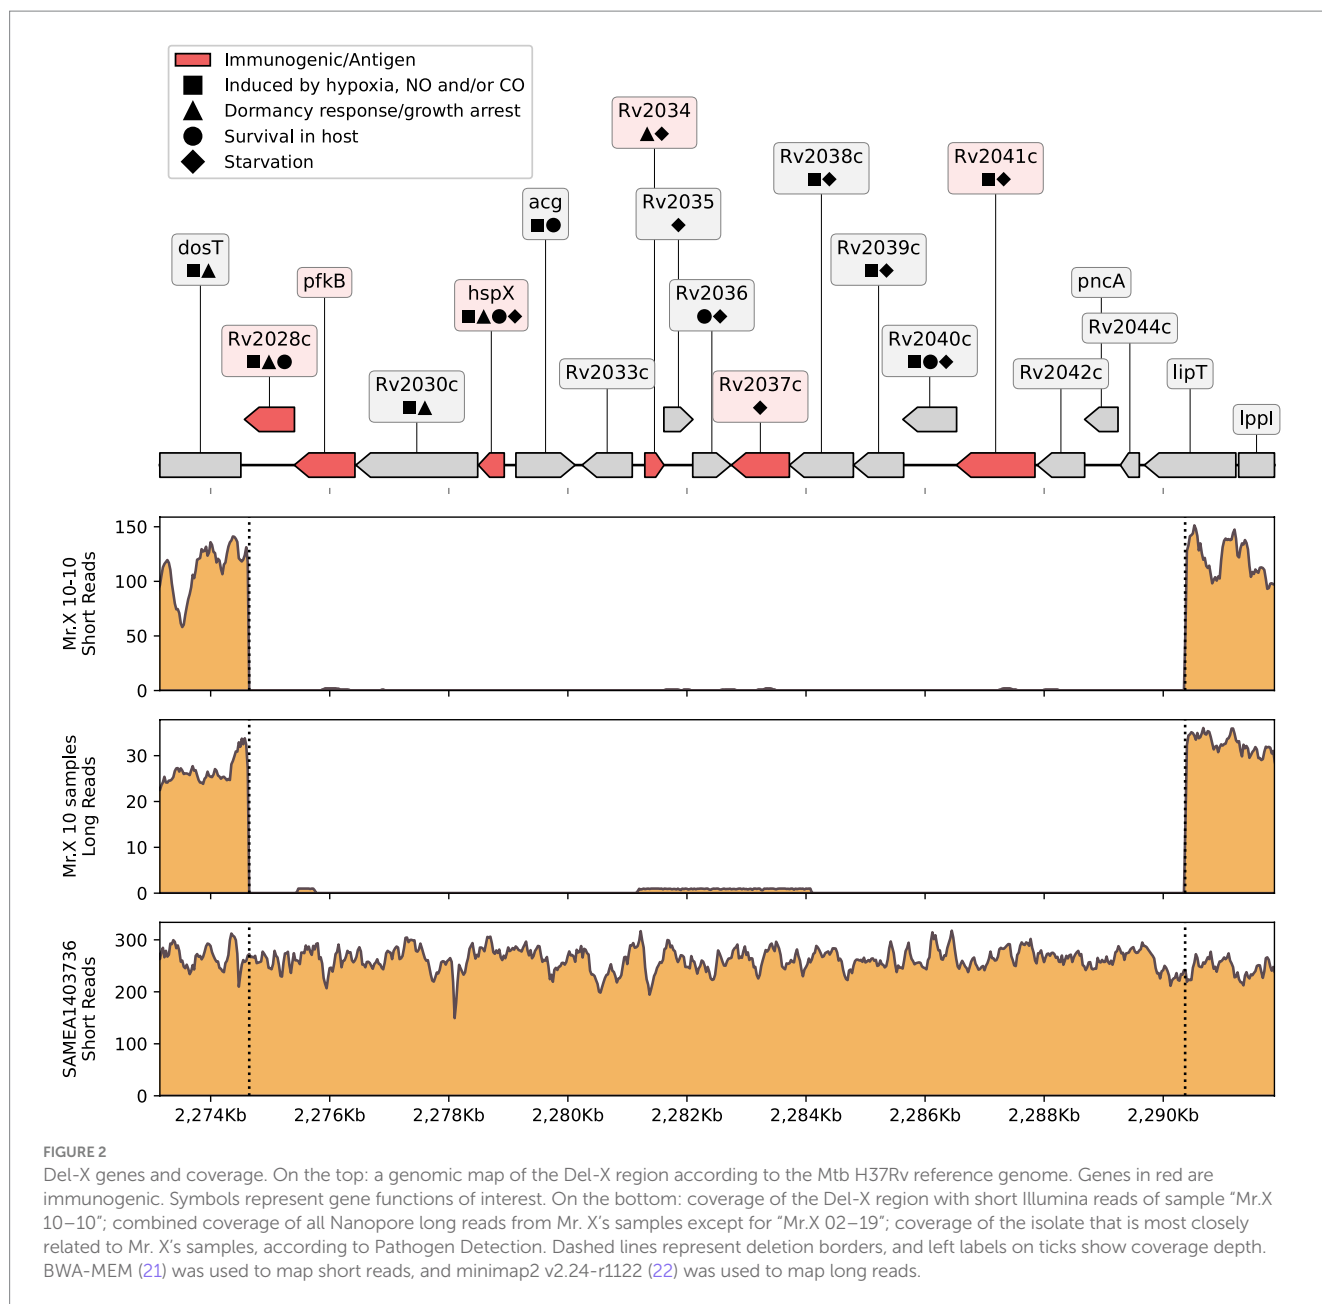 Immunogenic/Antigen
Induced by hypoxia, NO and/or CO
Dormancy response/growth arrest
Survival in host
Starvation
Rv2034
Rv2038c
Rv2041c
acg
Rv2035
dosT
Rv2039c
pfkB
hspX
Rv2036
pncA
Rv2028c
Rv2040c
Rv2044c
Rv2030c
Rv2033c
Rv2037c
Rv2042c
lipT
lppI
Mr.X 10-10
Short Reads
150
100
50
0
Mr.X 10 samples
Long Reads
30
20
10
0
SAMEA1403736
Short Reads
300
200
100
0
2,274Kb 2,276Kb 2,278Kb 2,280Kb 2,282Kb 2,284Kb 2,286Kb 2,288Kb 2,290Kb
FIGURE 2
Del-X genes and coverage. On the top: a genomic map of the Del-X region according to the Mtb H37Rv reference genome. Genes in red are
immunogenic. Symbols represent gene functions of interest. On the bottom: coverage of the Del-X region with short Illumina reads of sample “Mr.X
10–10”; combined coverage of all Nanopore long reads from Mr. X’s samples except for “Mr.X 02–19”; coverage of the isolate that is most closely
related to Mr. X’s samples, according to Pathogen Detection. Dashed lines represent deletion borders, and left labels on ticks show coverage depth.
BWA-MEM (21) was used to map short reads, and minimap2 v2.24-r1122 (22) was used to map long reads.